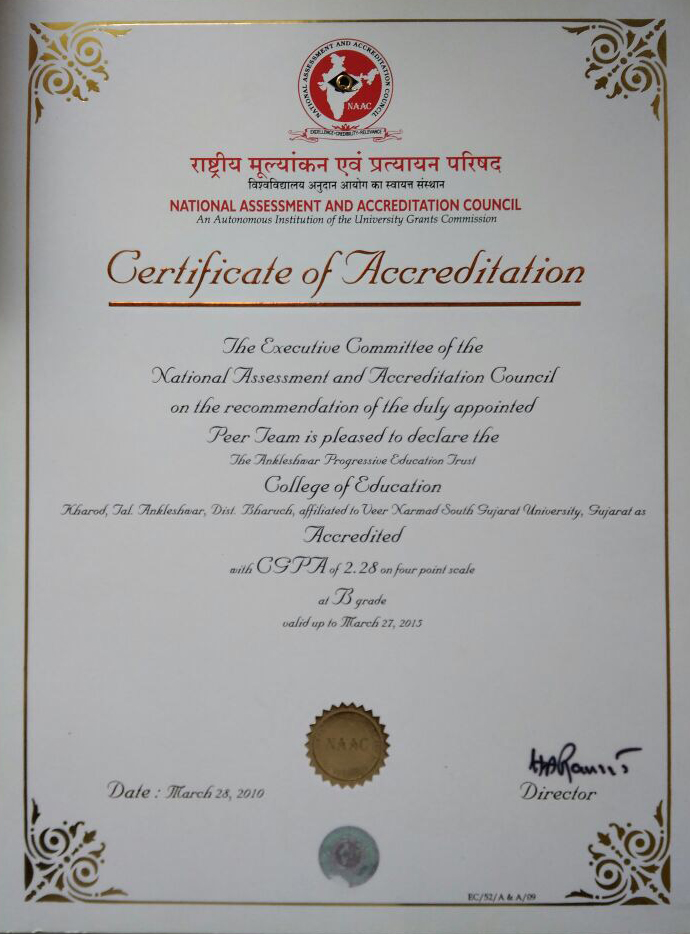 NATIONAL ASSESSMENT AND ACCREDITATION COUNCIL
NAAC
EXCELLENCE • CREDIBILITY • RELEVANCE
राष्ट्रीय मूल्यांकन एवं प्रत्यायन परिषद
विश्वविद्यालय अनुदान आयोग का स्वायत्त संस्थान
NATIONAL ASSESSMENT AND ACCREDITATION COUNCIL
An Autonomous Institution of the University Grants Commission
Certificate of Accreditation
The Executive Committee of the
National Assessment and Accreditation Council
on the recommendation of the duly appointed
Peer Team is pleased to declare the
The Ankleshwar Progressive Education Trust
College of Education
Kharod, Tal. Ankleshwar, Dist. Bharuch, affiliated to Veer Narmad South Gujarat University, Gujarat as
Accredited
with CGPA of 2.28 on four point scale
at B grade
valid up to March 27, 2015
NAAC
Date : March 28, 2010
Director
EC/52/A & A/09